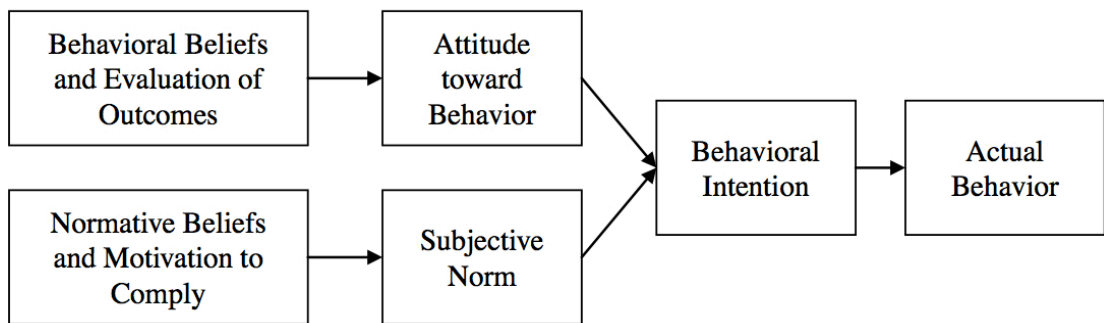 Behavioral Beliefs
and Evaluation of
Outcomes
Attitude
toward
Behavior
Normative Beliefs
and Motivation to
Comply
Subjective
Norm
Behavioral
Intention
Actual
Behavior